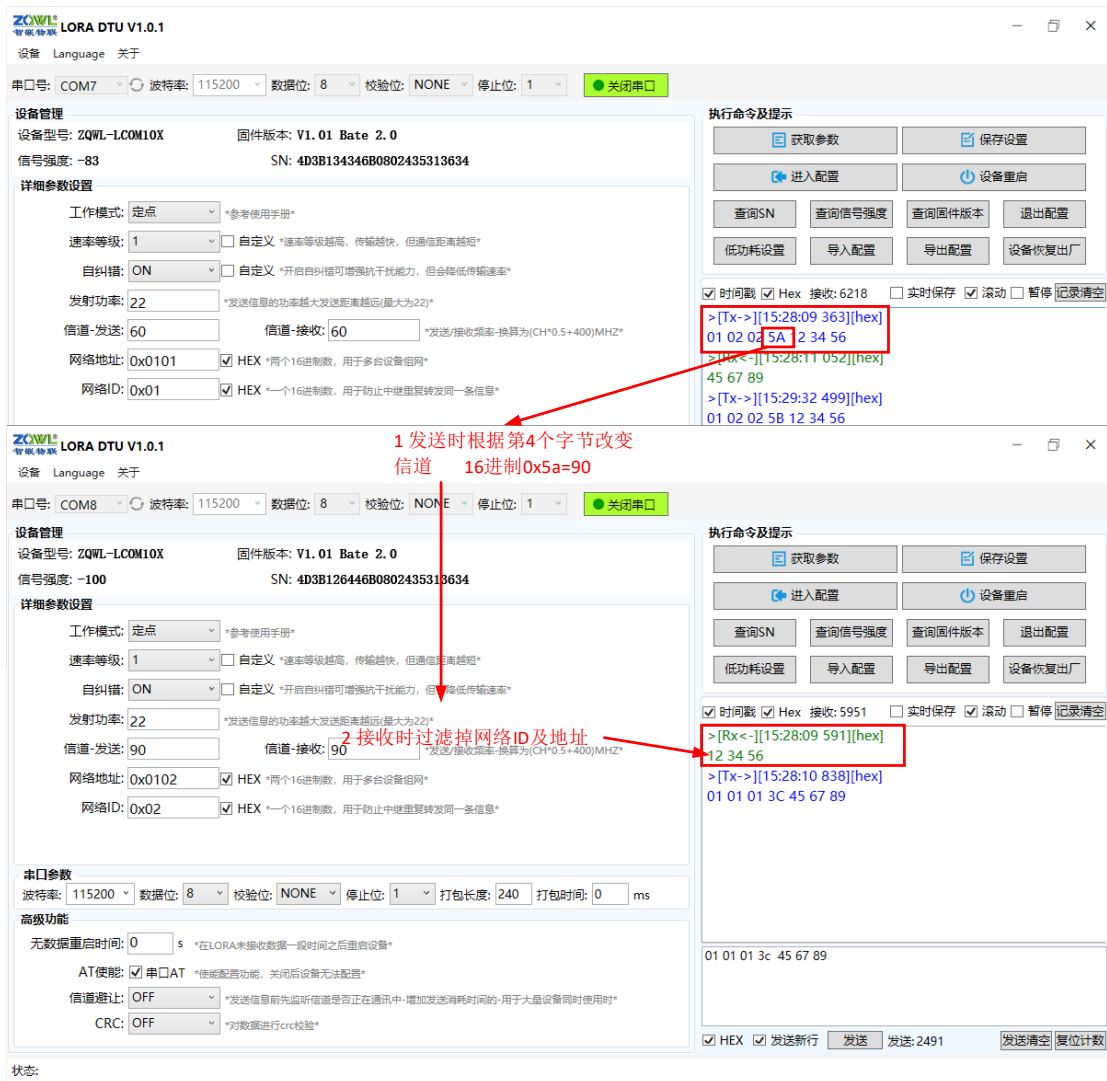 ZQWL® 智嵌物联 LORA DTU V1.0.1
设备 Language 关于
串口号: COM7 波特率: 115200 数据位: 8 校验位: NONE 停止位: 1 关闭串口
设备管理
设备型号: ZQWL-LCOM10X 固件版本: V1.01 Bate 2.0
信号强度: -83 SN: 4D3B134346B0802435313634
详细参数设置
工作模式: 定点 *参考使用手册*
速率等级: 1 自定义 *速率等级越高，传输越快，但通信距离越短*
自纠错: ON 自定义 *开启自纠错可增强抗干扰能力，但会降低传输速率*
发射功率: 22 *发送信息的功率越大发送距离越远(最大为22)*
信道-发送: 60 信道-接收: 60 *发送/接收频率-换算为(CH*0.5+400)MHZ*
网络地址: 0x0101 HEX *两个16进制数，用于多台设备组网*
网络ID: 0x01 HEX *一个16进制数，用于防止中继重复转发同一条信息*
执行命令及提示
获取参数 保存设置
进入配置 设备重启
查询SN 查询信号强度 查询固件版本 退出配置
低功耗设置 导入配置 导出配置 设备恢复出厂
时间戳 Hex 接收: 6218 实时保存 滚动 暂停 记录清空
>[Tx->][15:28:09 363][hex]
01 02 02 5A 12 34 56
>[Rx<-][15:28:11 052][hex]
45 67 89
>[Tx->][15:29:32 499][hex]
01 02 02 5B 12 34 56
1 发送时根据第4个字节改变
信道 16进制0x5a=90
ZQWL® 智嵌物联 LORA DTU V1.0.1
设备 Language 关于
串口号: COM8 波特率: 115200 数据位: 8 校验位: NONE 停止位: 1 关闭串口
设备管理
设备型号: ZQWL-LCOM10X 固件版本: V1.01 Bate 2.0
信号强度: -100 SN: 4D3B126446B0802435313634
详细参数设置
工作模式: 定点 *参考使用手册*
速率等级: 1 自定义 *速率等级越高，传输越快，但通信距离越短*
自纠错: ON 自定义 *开启自纠错可增强抗干扰能力，但会降低传输速率*
发射功率: 22 *发送信息的功率越大发送距离越远(最大为22)*
2 接收时过滤掉网络ID及地址
信道-发送: 90 信道-接收: 90 *发送/接收频率-换算为(CH*0.5+400)MHZ*
网络地址: 0x0102 HEX *两个16进制数，用于多台设备组网*
网络ID: 0x02 HEX *一个16进制数，用于防止中继重复转发同一条信息*
串口参数
波特率: 115200 数据位: 8 校验位: NONE 停止位: 1 打包长度: 240 打包时间: 0 ms
高级功能
无数据重启时间: 0 s *在LORA未接收数据一段时间之后重启设备*
AT使能: 串口AT *使能配置功能，关闭后设备无法配置*
信道避让: OFF *发送信息前先监听信道是否正在通讯中-增加发送消耗时间的-用于大量设备同时使用时*
CRC: OFF *对数据进行crc校验*
执行命令及提示
获取参数 保存设置
进入配置 设备重启
查询SN 查询信号强度 查询固件版本 退出配置
低功耗设置 导入配置 导出配置 设备恢复出厂
时间戳 Hex 接收: 5951 实时保存 滚动 暂停 记录清空
>[Rx<-][15:28:09 591][hex]
12 34 56
>[Tx->][15:28:10 838][hex]
01 01 01 3C 45 67 89
01 01 01 3c 45 67 89
HEX 发送新行 发送 发送: 2491 发送清空 复位计数
状态: